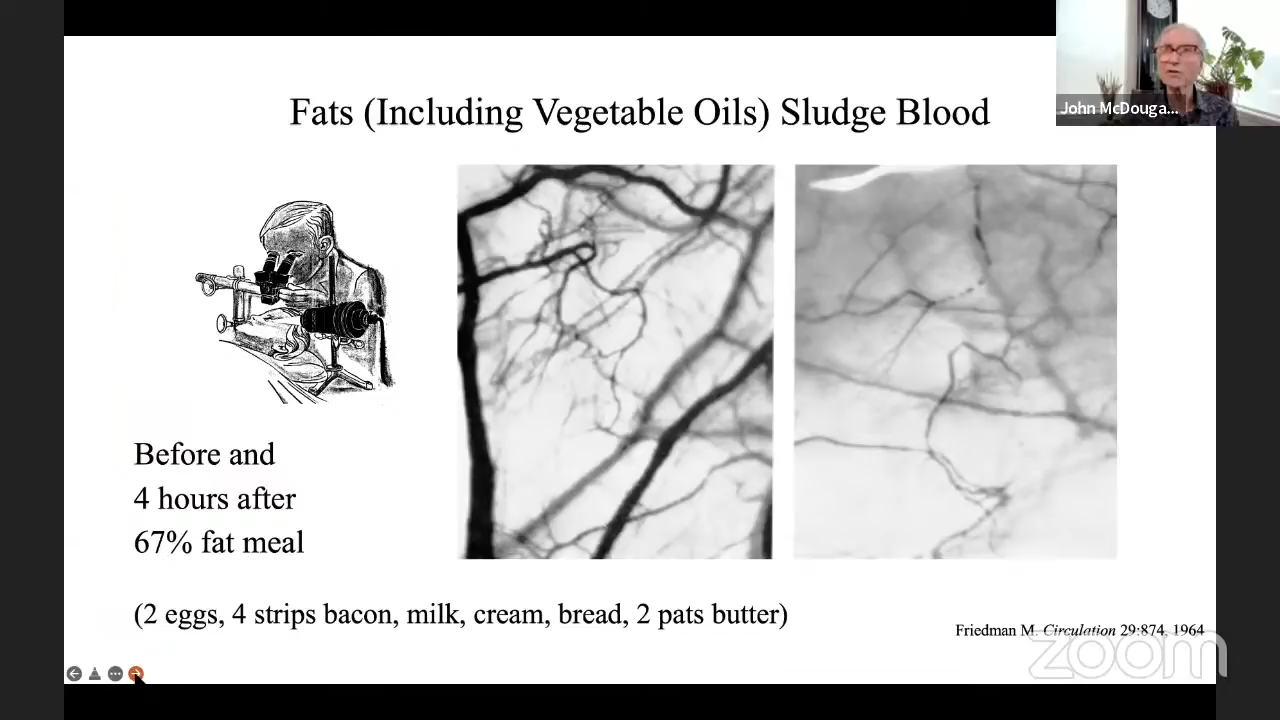 John McDouga...
Fats (Including Vegetable Oils) Sludge Blood
Before and
4 hours after
67% fat meal
(2 eggs, 4 strips bacon, milk, cream, bread, 2 pats butter)
Friedman M. Circulation 29:874, 1964
zoom